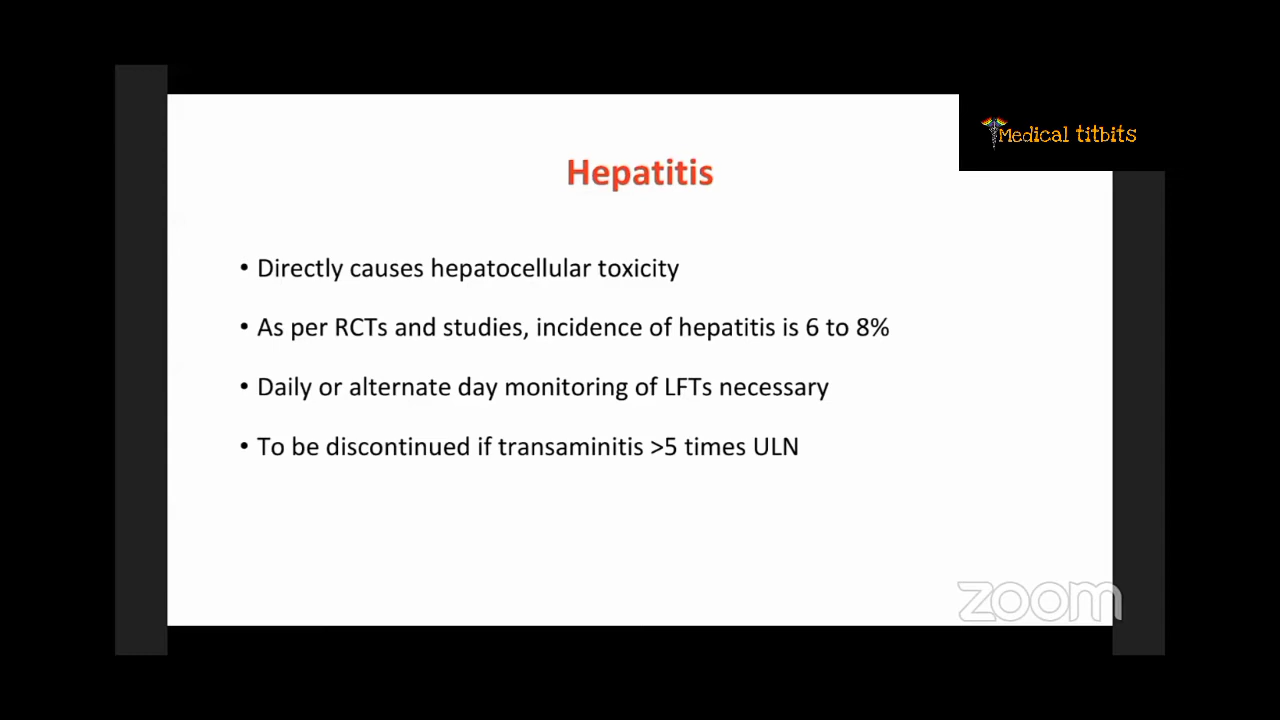 Medical titbits
Hepatitis
• Directly causes hepatocellular toxicity
• As per RCTs and studies, incidence of hepatitis is 6 to 8%
• Daily or alternate day monitoring of LFTs necessary
• To be discontinued if transaminitis >5 times ULN
zoom